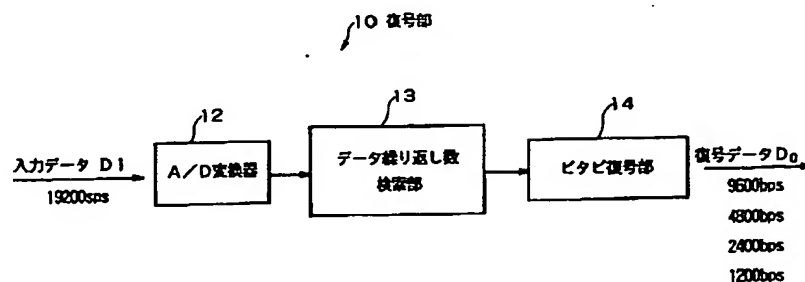 10 復号部
12
13
14
入力データ Di
19200sps
A/D変換器
データ繰り返し数
検索部
ビタビ復号部
復号データ D0
9600bps
4800bps
2400bps
1200bps